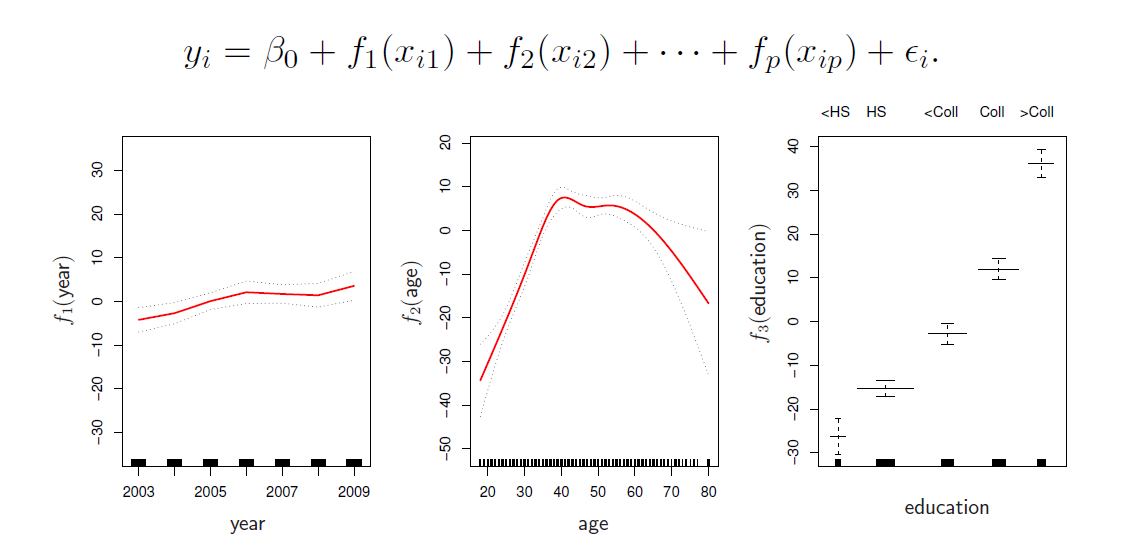 yᵢ = β₀ + f₁(xᵢ₁) + f₂(xᵢ₂) + · · · + fₚ(xᵢₚ) + ϵᵢ.
<HS HS <Coll Coll >Coll
f₁(year)
30
20
10
0
−10
−20
−30
2003 2005 2007 2009
year
f₂(age)
20
10
0
−10
−20
−30
−40
−50
20 30 40 50 60 70 80
age
f₃(education)
40
30
20
10
0
−10
−20
−30
education